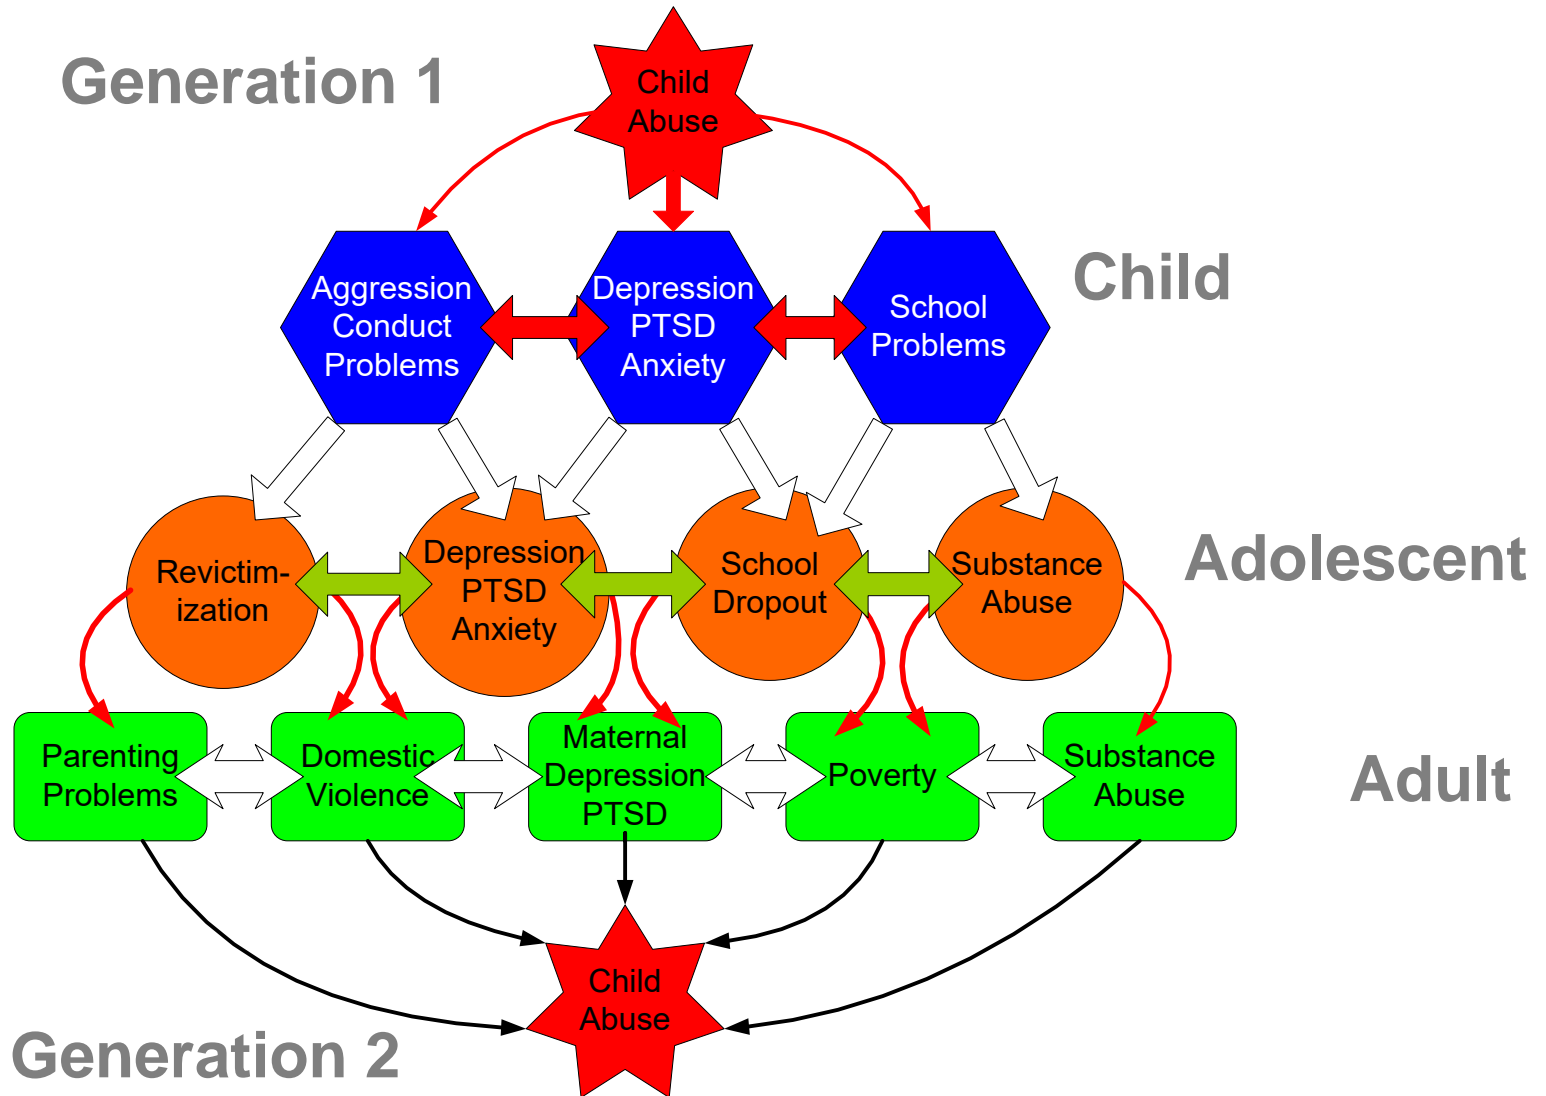 Generation 1
Child
Abuse
Aggression
Conduct
Problems
Depression
PTSD
Anxiety
School
Problems
Child
Revictim-
ization
Depression
PTSD
Anxiety
School
Dropout
Substance
Abuse
Adolescent
Parenting
Problems
Domestic
Violence
Maternal
Depression
PTSD
Poverty
Substance
Abuse
Adult
Child
Abuse
Generation 2